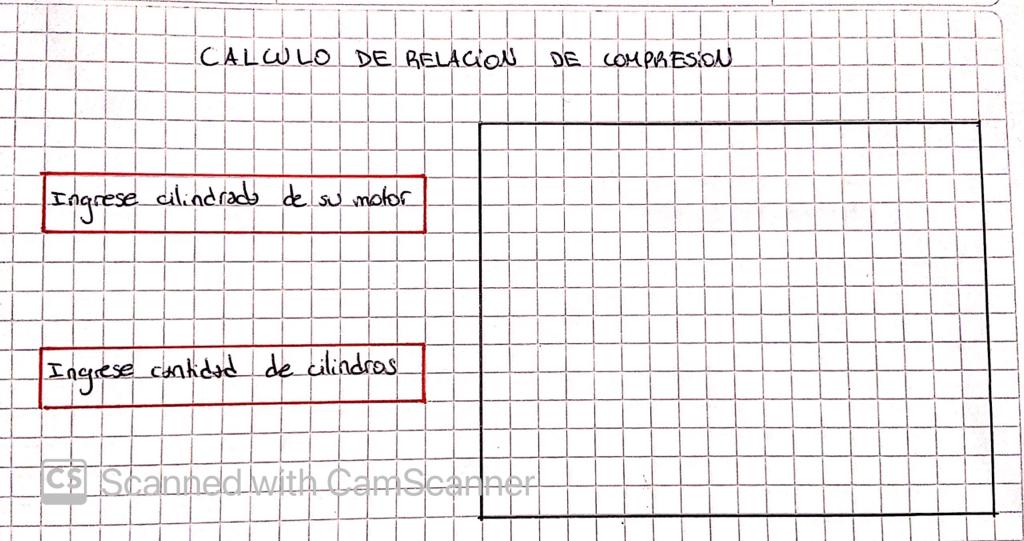 CALCULO DE RELACION DE COMPRESION
Ingrese cilindrada de su motor
Ingrese cantidad de cilindros
CS Scanned with CamScanner